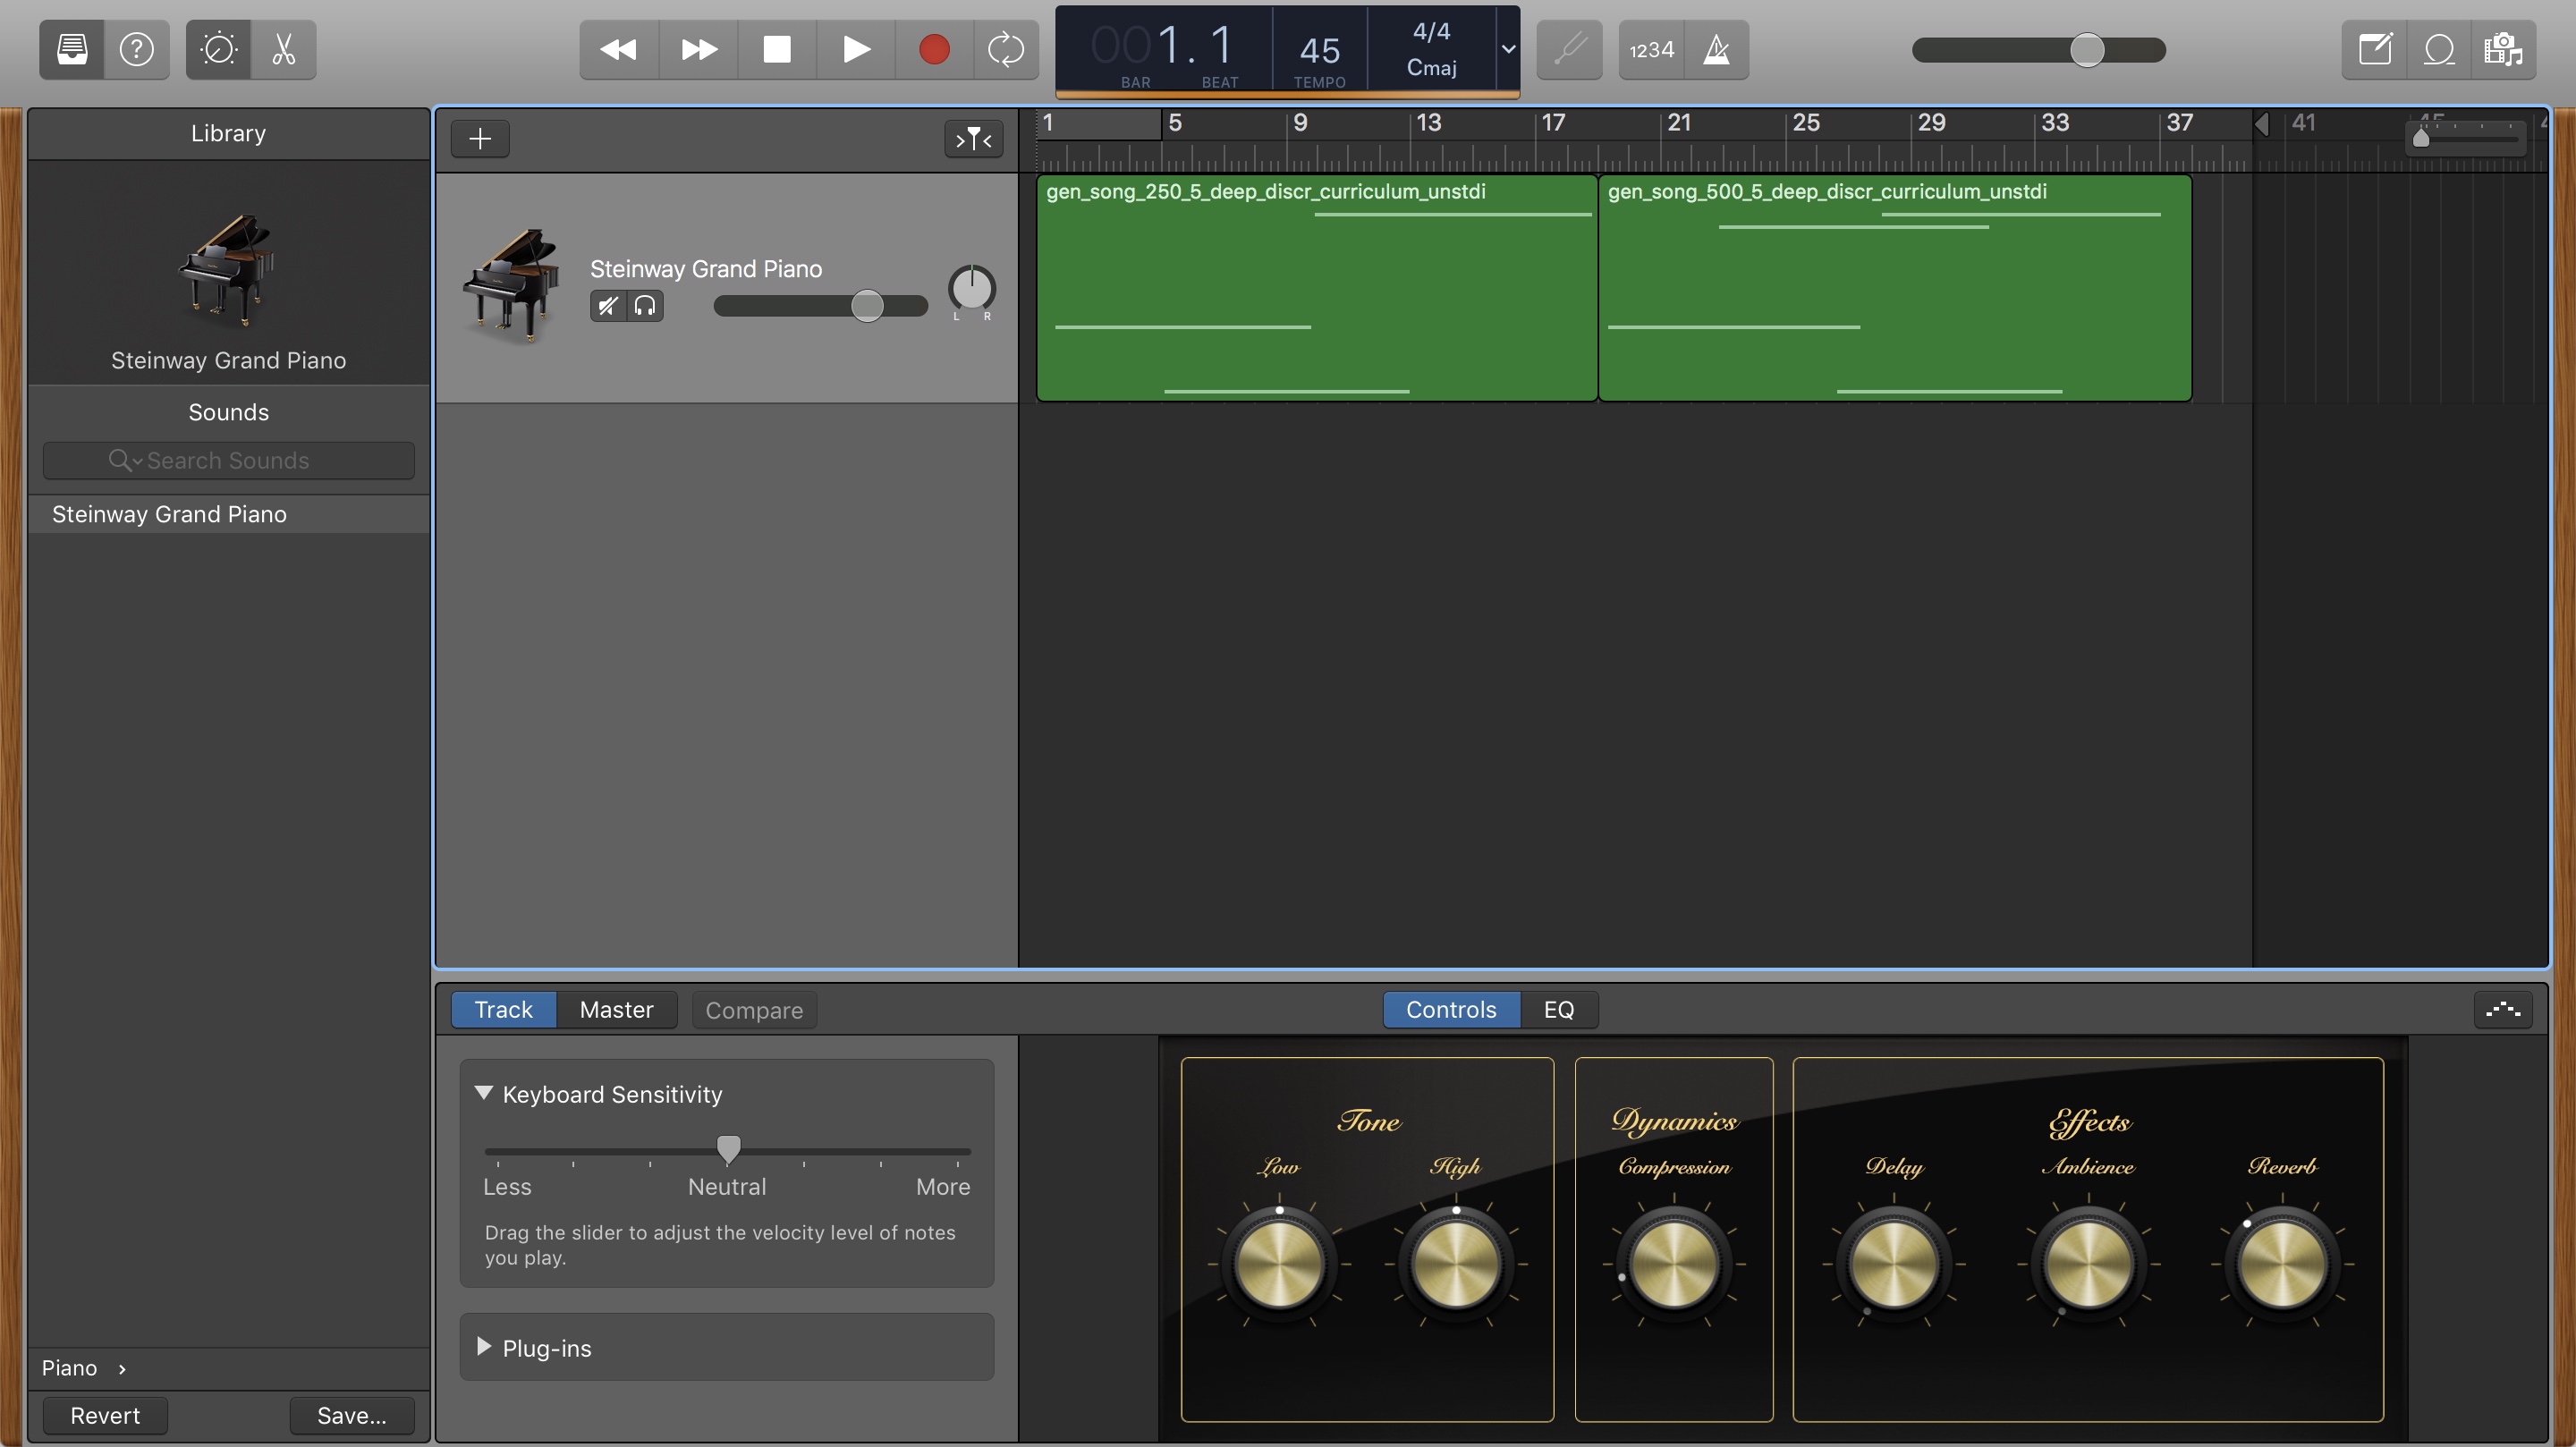 001.1
BAR
BEAT
45
TEMPO
4/4
Cmaj
1234
Library
Steinway Grand Piano
Sounds
Search Sounds
Steinway Grand Piano
Piano
Revert
Save...
1 5 9 13 17 21 25 29 33 37 41 45
Steinway Grand Piano
L R
gen_song_250_5_deep_discr_curriculum_unstdi
gen_song_500_5_deep_discr_curriculum_unstdi
Track
Master
Compare
Controls
EQ
Keyboard Sensitivity
Less
Neutral
More
Drag the slider to adjust the velocity level of notes
you play.
Plug-ins
Tone
Low
High
Dynamics
Compression
Effects
Delay
Ambience
Reverb